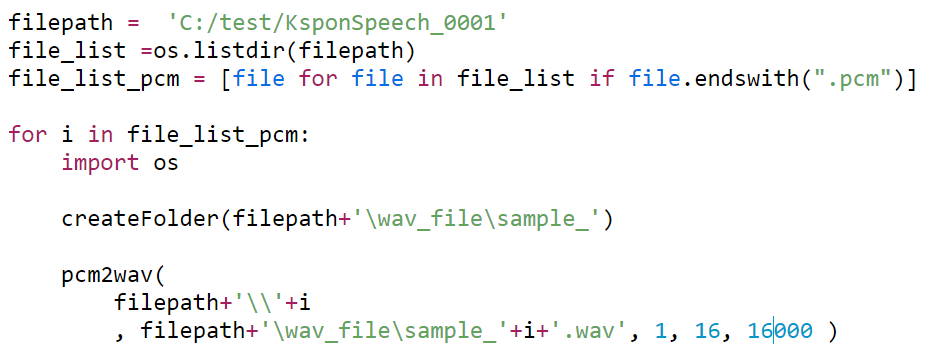 filepath =  'C:/test/KsponSpeech_0001'
file_list =os.listdir(filepath)
file_list_pcm = [file for file in file_list if file.endswith(".pcm")]
for i in file_list_pcm:
    import os
    createFolder(filepath+'\wav_file\sample_')
    pcm2wav(
        filepath+'\\'+i
        , filepath+'\wav_file\sample_'+i+'.wav', 1, 16, 16000 )